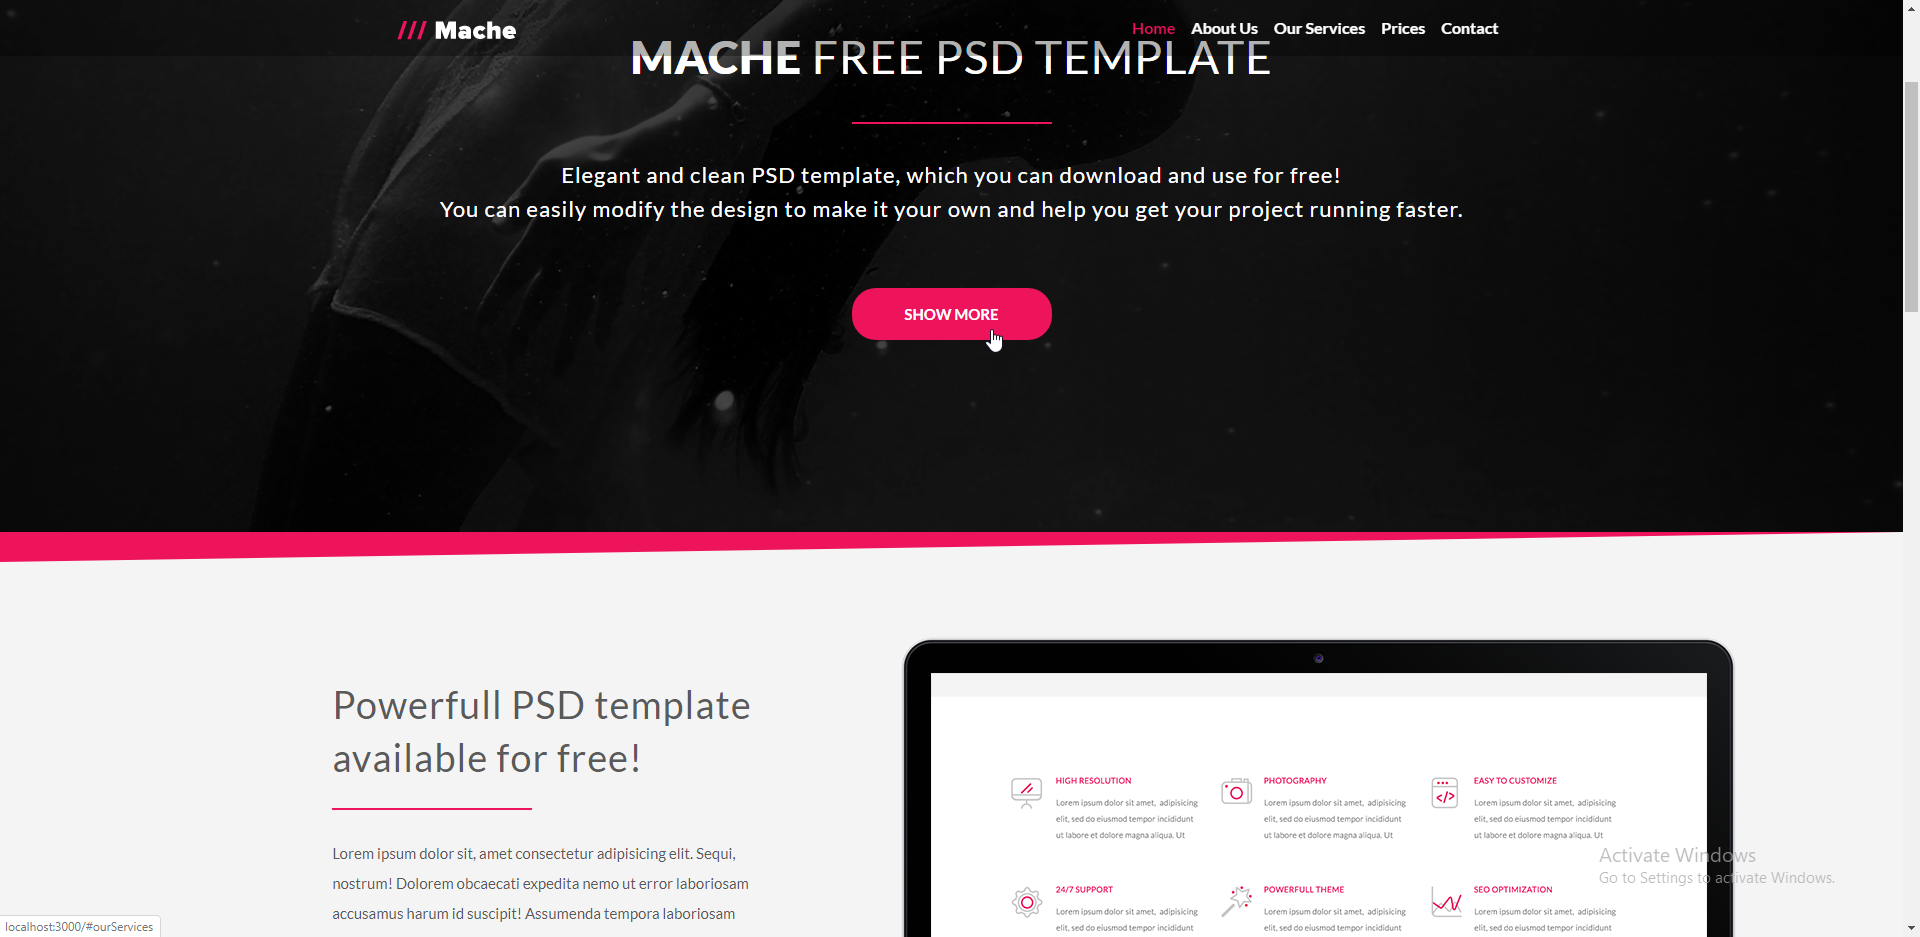 /// Mache
Home About Us Our Services Prices Contact
MACHE FREE PSD TEMPLATE
Elegant and clean PSD template, which you can download and use for free!
You can easily modify the design to make it your own and help you get your project running faster.
SHOW MORE
Powerfull PSD template
available for free!
Lorem ipsum dolor sit, amet consectetur adipisicing elit. Sequi,
nostrum! Dolorem obcaecati expedita nemo ut error laboriosam
accusamus harum id suscipit! Assumenda tempora laboriosam
HIGH RESOLUTION
Lorem ipsum dolor sit amet, adipisicing
elit, sed do eiusmod tempor incididunt
ut labore et dolore magna aliqua. Ut
PHOTOGRAPHY
Lorem ipsum dolor sit amet, adipisicing
elit, sed do eiusmod tempor incididunt
ut labore et dolore magna aliqua. Ut
EASY TO CUSTOMIZE
Lorem ipsum dolor sit amet, adipisicing
elit, sed do eiusmod tempor incididunt
ut labore et dolore magna aliqua. Ut
24/7 SUPPORT
Lorem ipsum dolor sit amet, adipisicing
elit, sed do eiusmod tempor incididunt
POWERFULL THEME
Lorem ipsum dolor sit amet, adipisicing
elit, sed do eiusmod tempor incididunt
SEO OPTIMIZATION
Lorem ipsum dolor sit amet, adipisicing
elit, sed do eiusmod tempor incididunt
Activate Windows
Go to Settings to activate Windows.
localhost:3000/#ourServices